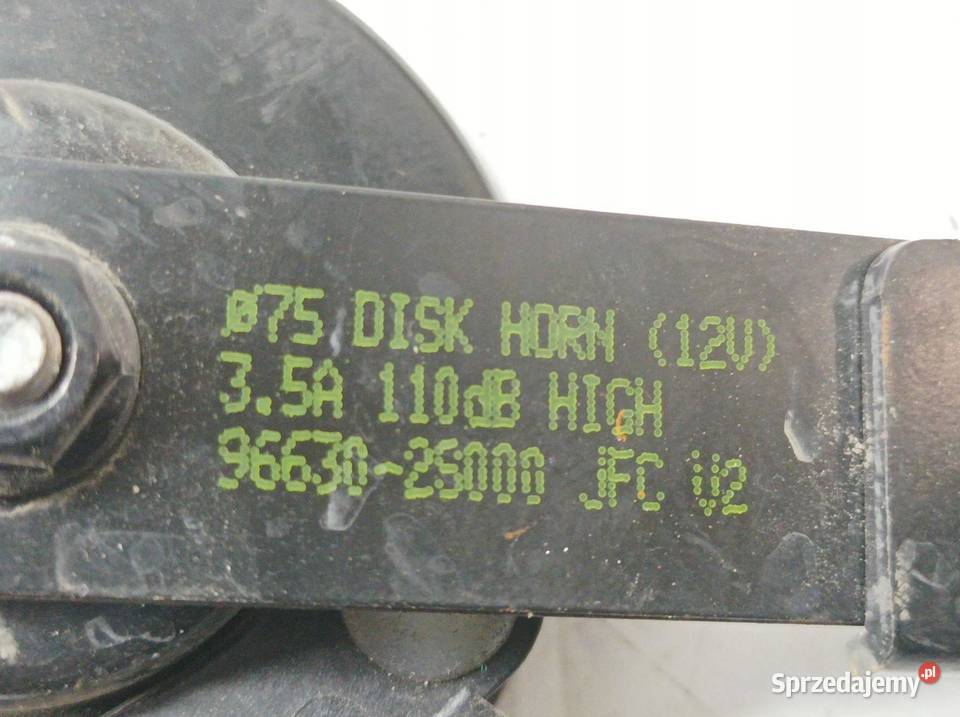 Ø75 DISK HORN (12V)
3.5A 110dB HIGH
96630-2S000 JFC V2
Sprzedajemy.pl